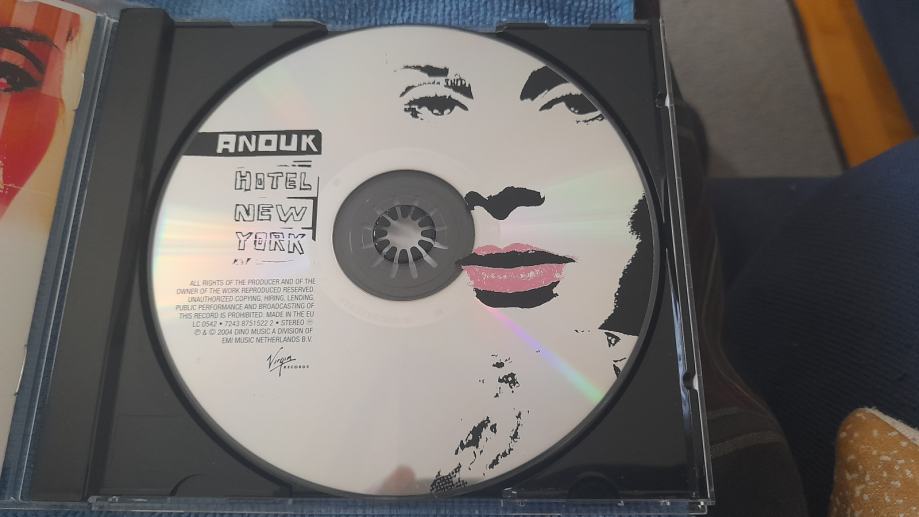 ANOUK
HOTEL
NEW
YORK
ALL RIGHTS OF THE PRODUCER AND OF THE
OWNER OF THE WORK REPRODUCED RESERVED.
UNAUTHORIZED COPYING, HIRING, LENDING,
PUBLIC PERFORMANCE AND BROADCASTING OF
THIS RECORD IS PROHIBITED. MADE IN THE EU
LC 0542 • 7243 8751522 2 • STEREO
℗ & © 2004 DINO MUSIC A DIVISION OF
EMI MUSIC NETHERLANDS B.V.
Virgin
RECORDS